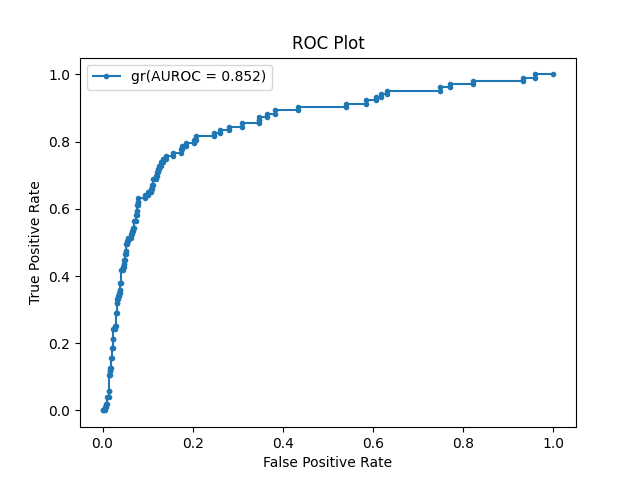 ROC Plot
gr(AUROC = 0.852)
True Positive Rate
1.0
0.8
0.6
0.4
0.2
0.0
0.0 0.2 0.4 0.6 0.8 1.0
False Positive Rate